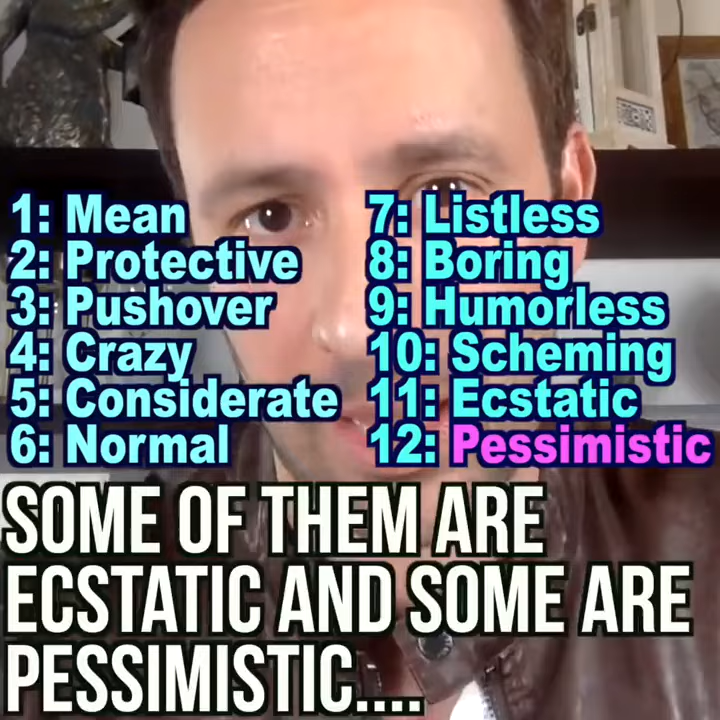 1: Mean
2: Protective
3: Pushover
4: Crazy
5: Considerate
6: Normal
7: Listless
8: Boring
9: Humorless
10: Scheming
11: Ecstatic
12: Pessimistic
SOME OF THEM ARE
ECSTATIC AND SOME ARE
PESSIMISTIC....